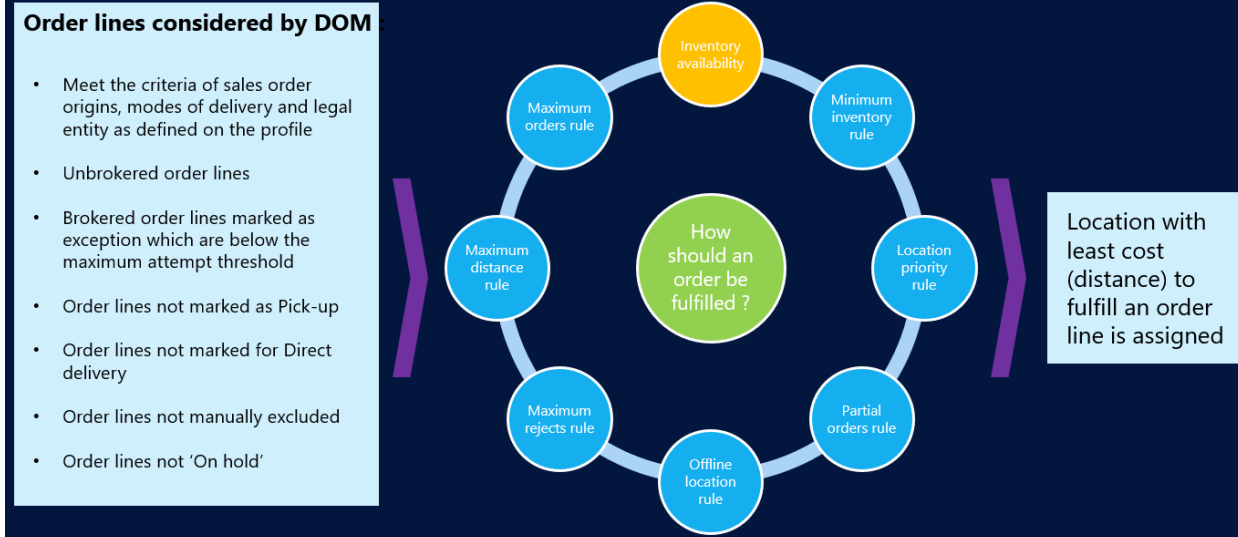 Order lines considered by DOM :
• Meet the criteria of sales order
origins, modes of delivery and legal
entity as defined on the profile
• Unbrokered order lines
• Brokered order lines marked as
exception which are below the
maximum attempt threshold
• Order lines not marked as Pick-up
• Order lines not marked for Direct
delivery
• Order lines not manually excluded
• Order lines not ‘On hold’
Inventory
availability
Minimum
inventory
rule
Location
priority
rule
Partial
orders rule
Offline
location
rule
Maximum
rejects rule
Maximum
distance
rule
Maximum
orders rule
How
should an
order be
fulfilled ?
Location with
least cost
(distance) to
fulfill an order
line is assigned